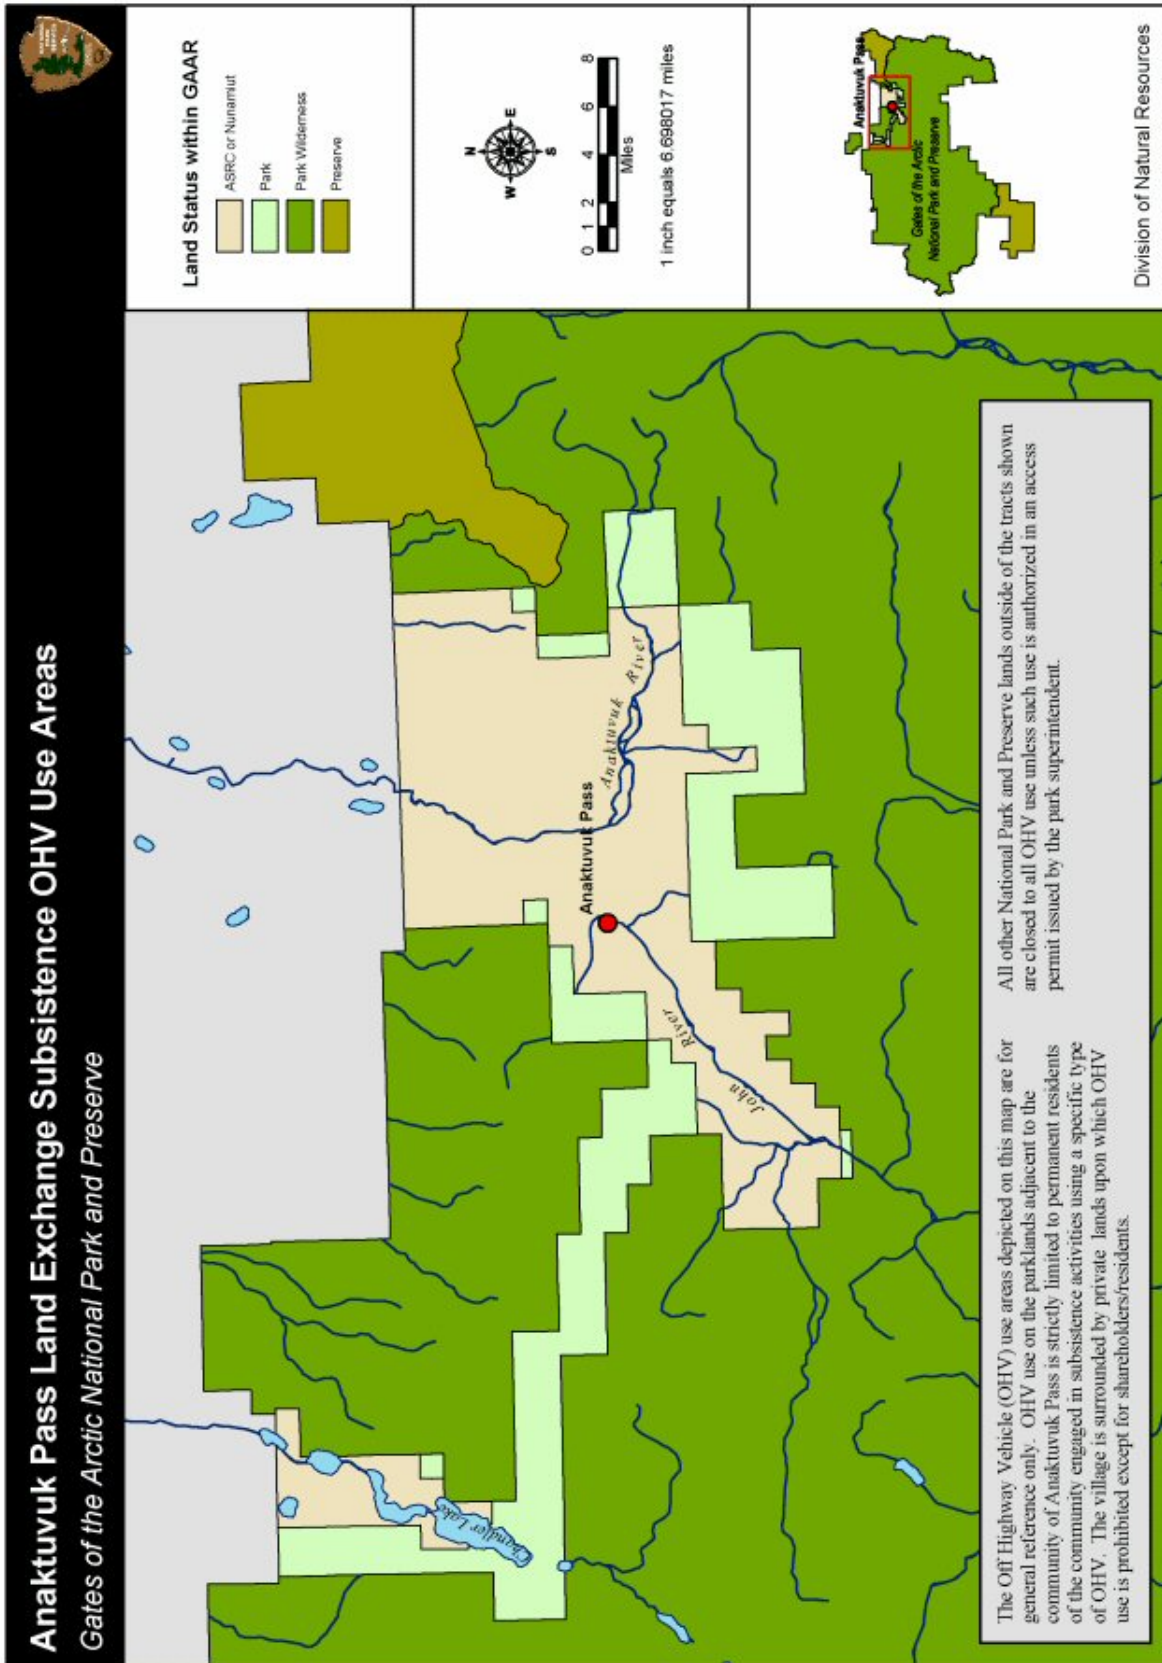 Anaktuvuk Pass Land Exchange Subsistence OHV Use Areas
Gates of the Arctic National Park and Preserve
Chandler Lake
John River
Anaktuvuk Pass
Anaktuvuk River
The Off Highway Vehicle (OHV) use areas depicted on this map are for
general reference only. OHV use on the parklands adjacent to the
community of Anaktuvuk Pass is strictly limited to permanent residents
of the community engaged in subsistence activities using a specific type
of OHV. The village is surrounded by private lands upon which OHV
use is prohibited except for shareholders/residents.
All other National Park and Preserve lands outside of the tracts shown
are closed to all OHV use unless such use is authorized in an access
permit issued by the park superintendent.
Land Status within GAAR
ASRC or Nunamiut
Park
Park Wilderness
Preserve
N
W
E
S
0 1 2 4 6 8
Miles
1 inch equals 6.698017 miles
Anaktuvuk Pass
Gates of the Arctic
National Park and Preserve
Division of Natural Resources